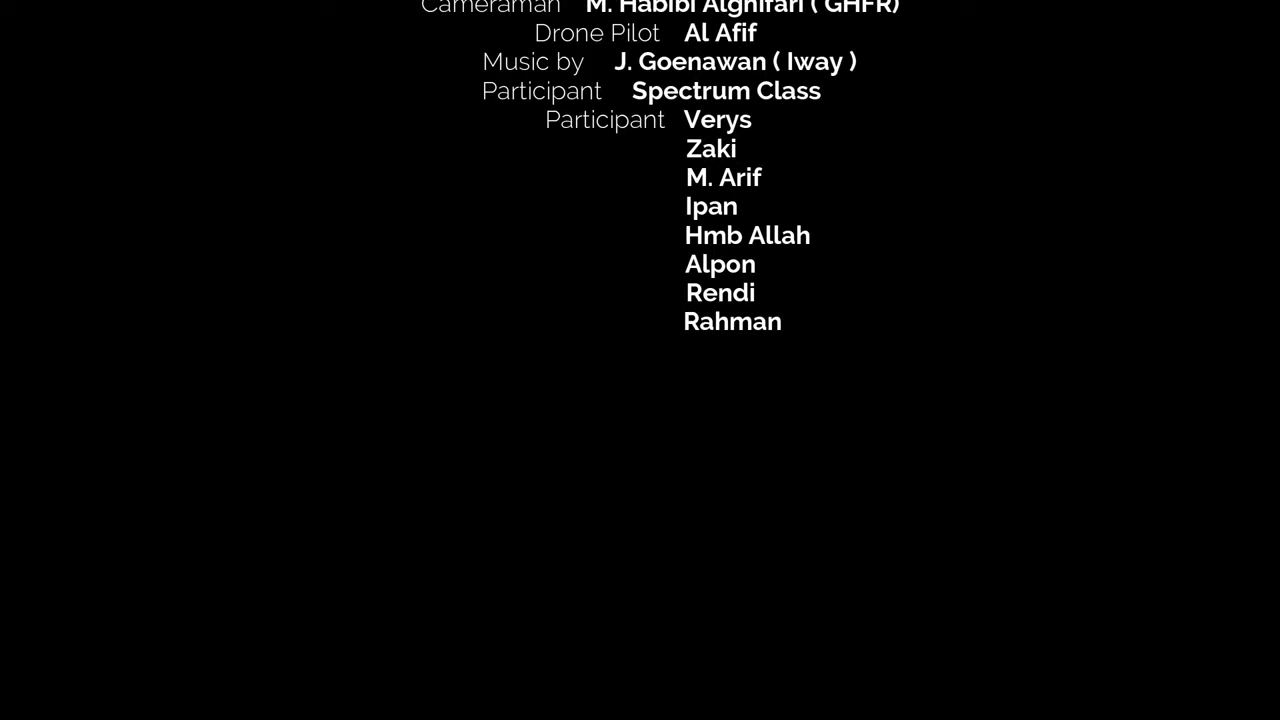 Cameraman M. Habibi Alghifari ( GHFR)
Drone Pilot Al Afif
Music by J. Goenawan ( Iway )
Participant Spectrum Class
Participant Verys
Zaki
M. Arif
Ipan
Hmb Allah
Alpon
Rendi
Rahman